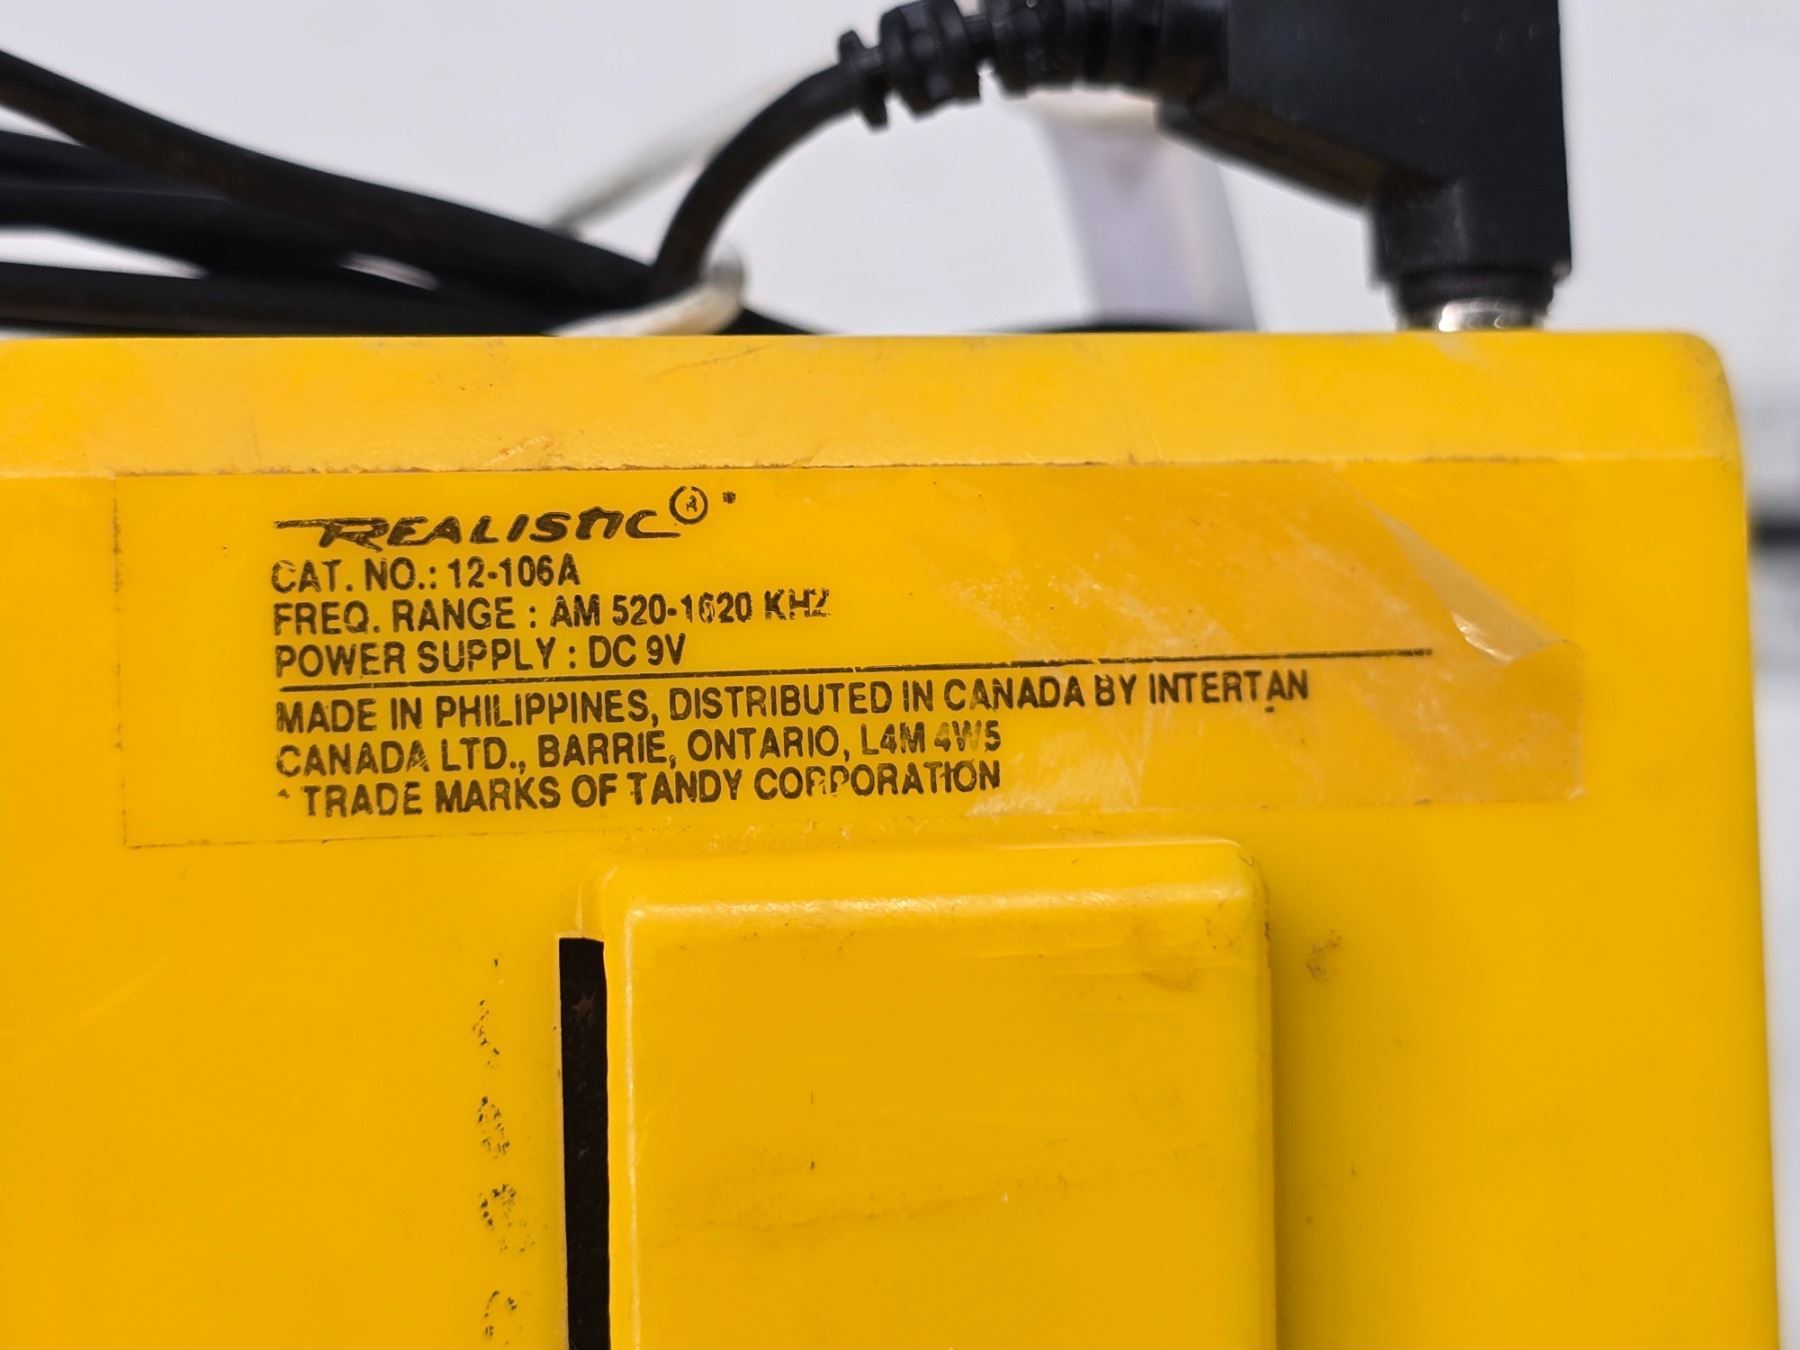 REALISTIC® *
CAT. NO.: 12-106A
FREQ. RANGE : AM 520-1620 KHZ
POWER SUPPLY : DC 9V
MADE IN PHILIPPINES, DISTRIBUTED IN CANADA BY INTERTAN
CANADA LTD., BARRIE, ONTARIO, L4M 4W5
* TRADE MARKS OF TANDY CORPORATION